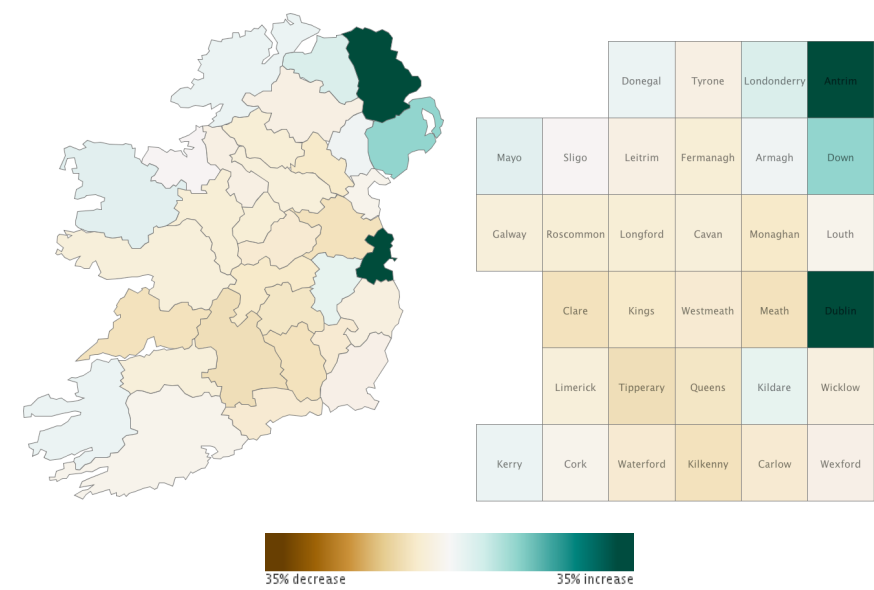 Donegal Tyrone Londonderry Antrim
Mayo Sligo Leitrim Fermanagh Armagh Down
Galway Roscommon Longford Cavan Monaghan Louth
Clare Kings Westmeath Meath Dublin
Limerick Tipperary Queens Kildare Wicklow
Kerry Cork Waterford Kilkenny Carlow Wexford
35% decrease 35% increase